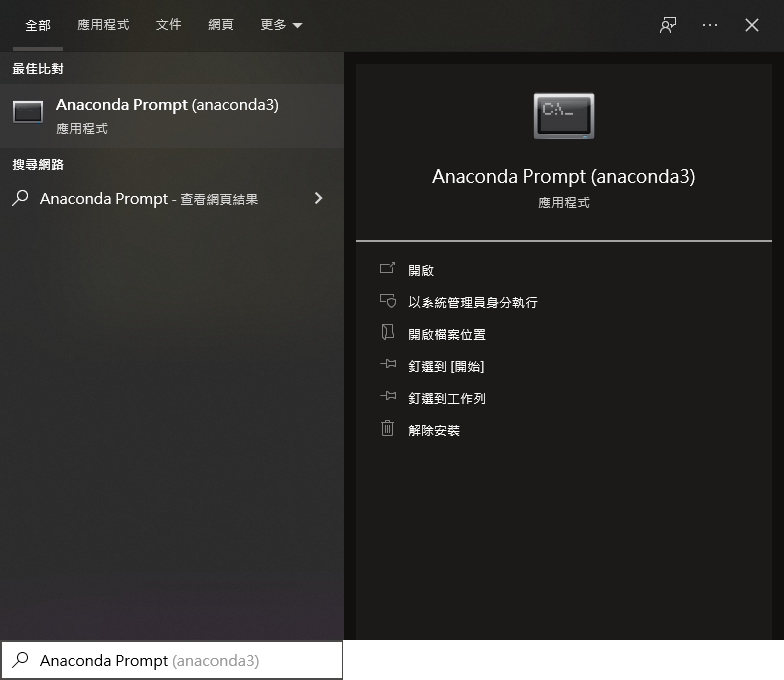 全部 應用程式 文件 網頁 更多
最佳比對
Anaconda Prompt (anaconda3)
應用程式
搜尋網路
Anaconda Prompt - 查看網頁結果
C:\_
Anaconda Prompt (anaconda3)
應用程式
開啟
以系統管理員身分執行
開啟檔案位置
釘選到 [開始]
釘選到工作列
解除安裝
Anaconda Prompt (anaconda3)